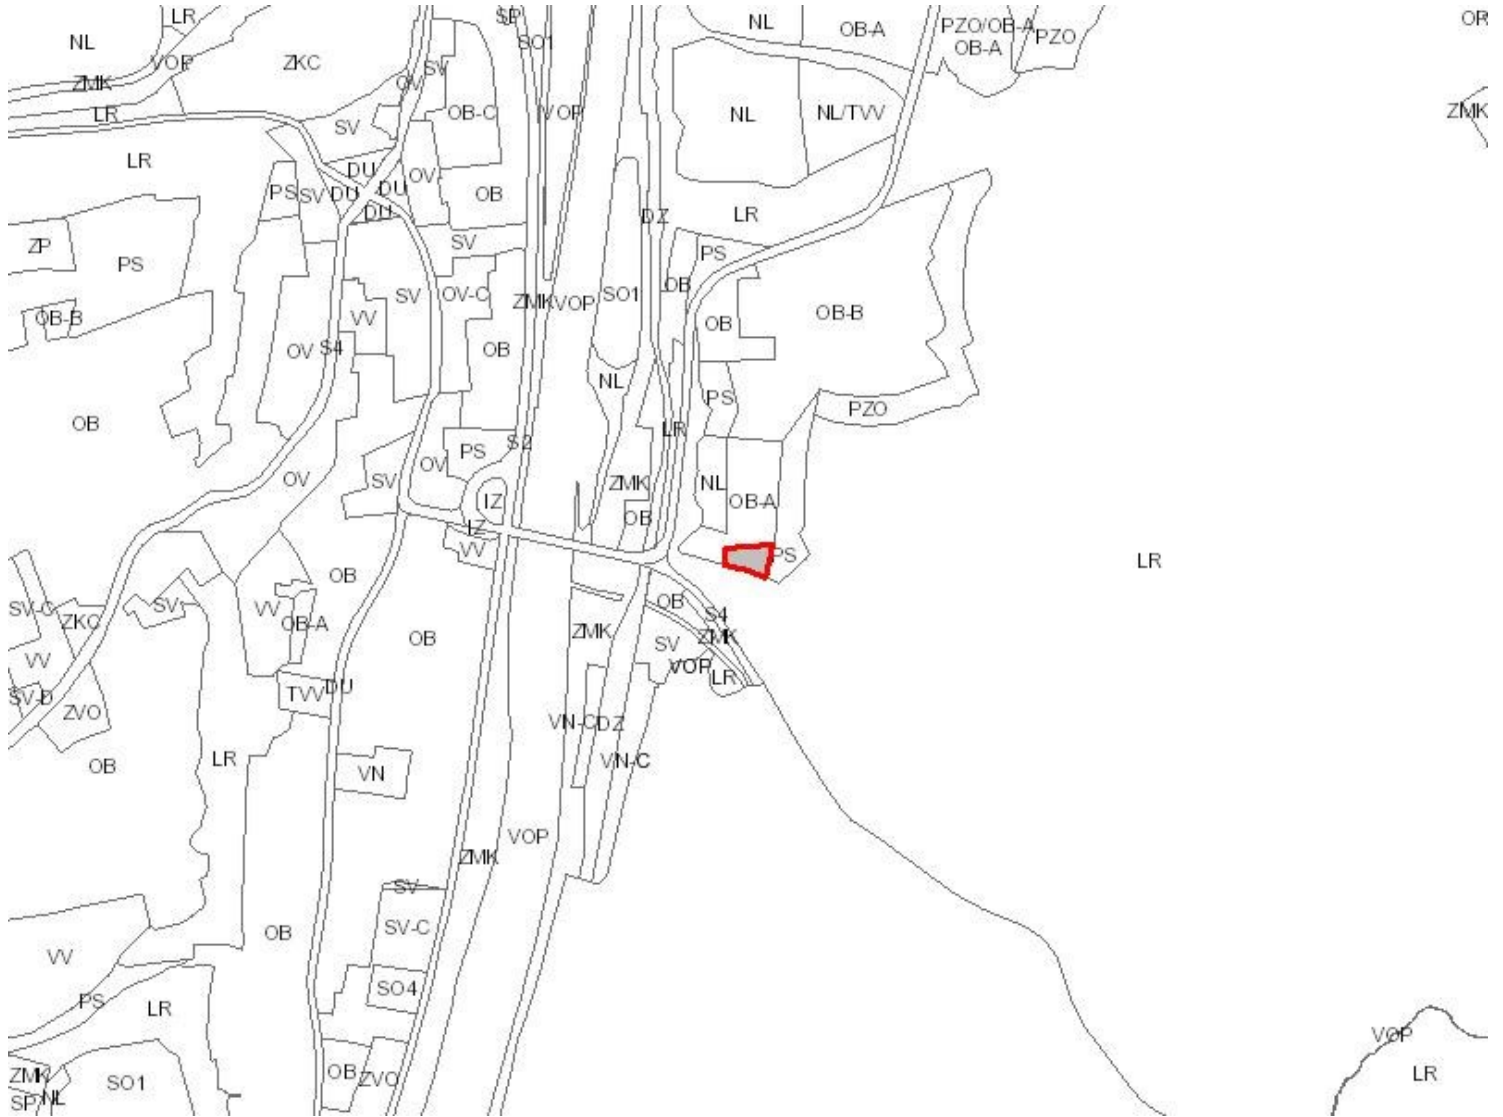 LR
SP
NL
OB-A
PZO/OB-A
OB-A
PZO
NL
VOP
ZKC
SV
OV
SO1
ZMK
LR
OB-C
VOP
NL
NL/TVV
ZMK
SV
LR
DU
OV
PS
SV
DU
DU
DU
OB
DZ
LR
ZP
PS
SV
PS
OB
SV
OV-C
ZMK
VOP
SO1
OB-B
OB-B
VV
OB
OV
S4
OB
NL
PS
PZO
OB
LR
S2
PS
OV
SV
OV
ZMK
NL
OB-A
IZ
OB
IZ
VV
PS
LR
OB
SV-C
ZKC
SV
VV
OB-A
OB
OB
S4
ZMK
ZMK
SV
VV
VOP
LR
SV-D
ZVO
TVV
DU
VN-C
DZ
LR
OB
VN
VN-C
VOP
ZMK
SV
SV-C
OB
VV
SO4
PS
LR
VOP
ZMK
SO1
OB
ZVO
LR
SP
NL